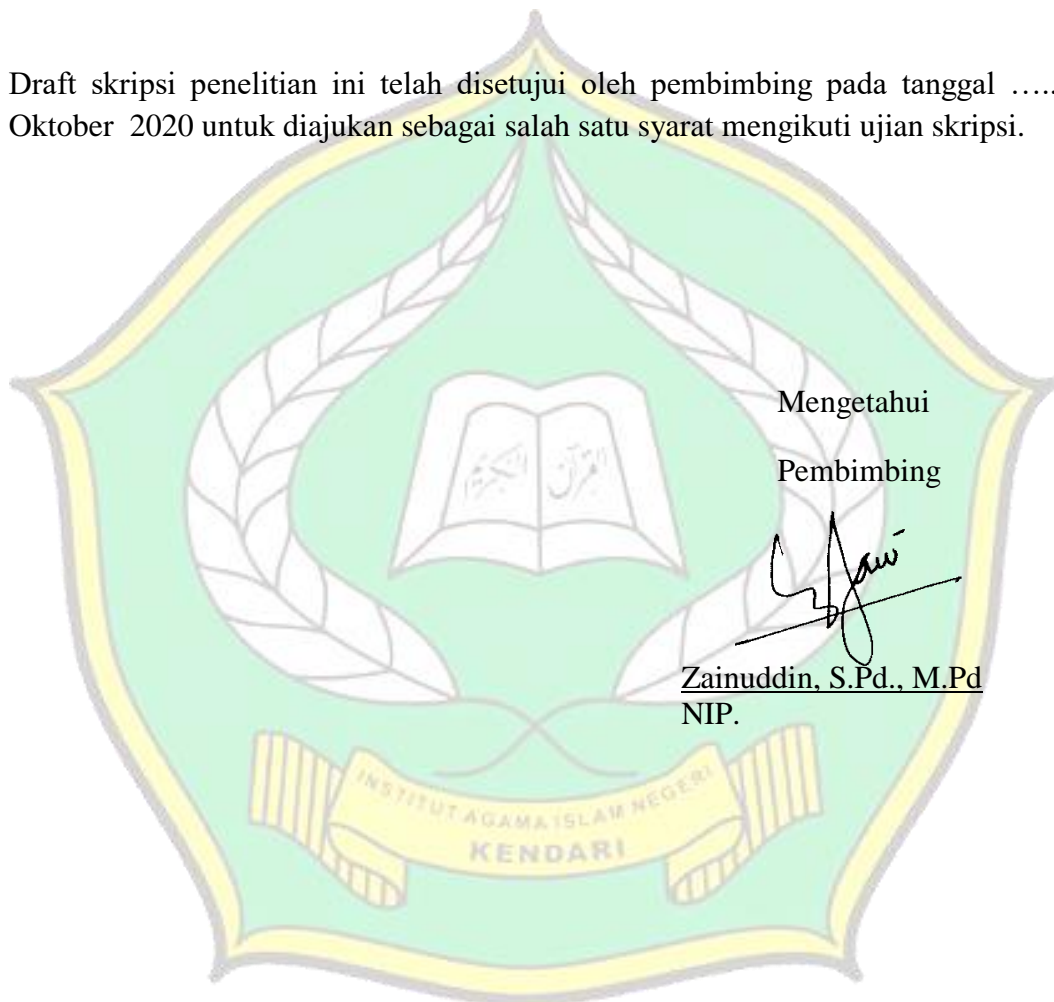 Draft skripsi penelitian ini telah disetujui oleh pembimbing pada tanggal …..
Oktober 2020 untuk diajukan sebagai salah satu syarat mengikuti ujian skripsi.
Mengetahui
Pembimbing
Zainuddin, S.Pd., M.Pd
NIP.
INSTITUT AGAMA ISLAM NEGERI
KENDARI